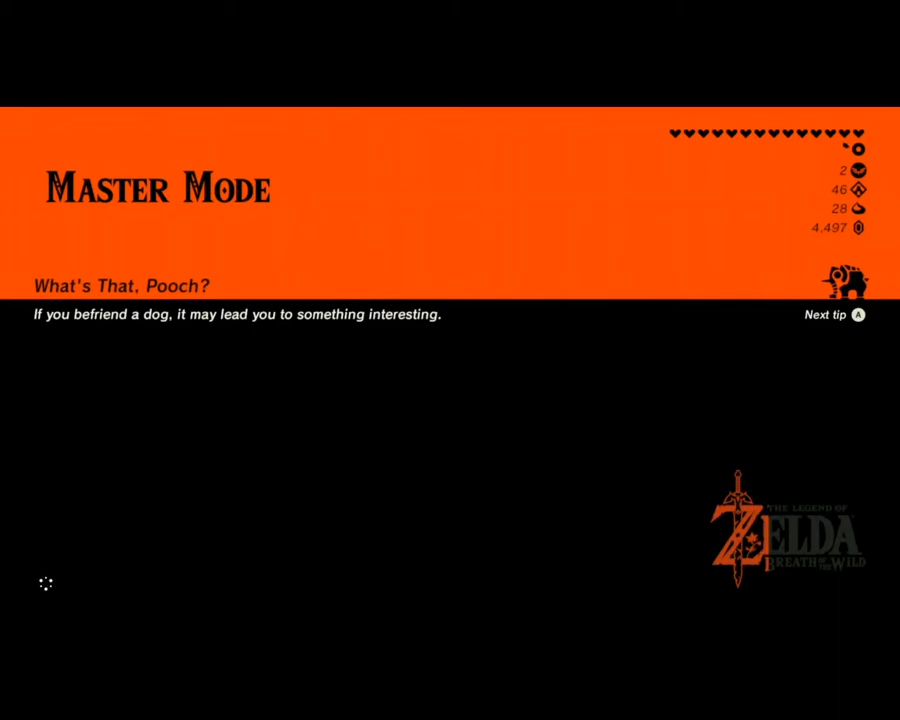 MASTER MODE
2
46
28
4,497
What's That, Pooch?
If you befriend a dog, it may lead you to something interesting.
Next tip A
THE LEGEND OF
ZELDA
BREATH OF THE WILD